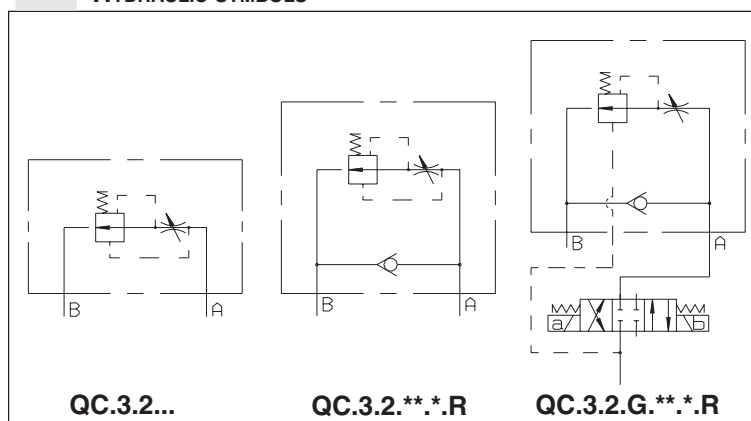 HYDRAULIC SYMBOLS
B A
B A
B A
a b
QC.3.2... QC.3.2.**.*.R QC.3.2.G.**.*.R